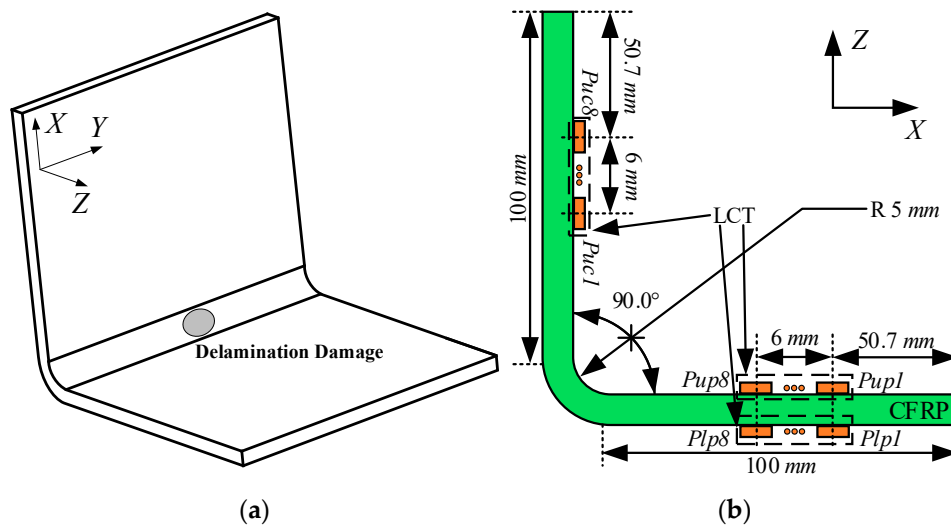 X
Y
Z
Delamination Damage
(a)
Z
X
50.7 mm
Puc8
6 mm
100 mm
LCT
R 5 mm
Puc1
90.0°
6 mm
50.7 mm
Pup8
Pup1
CFRP
Plp8
Plp1
100 mm
(b)